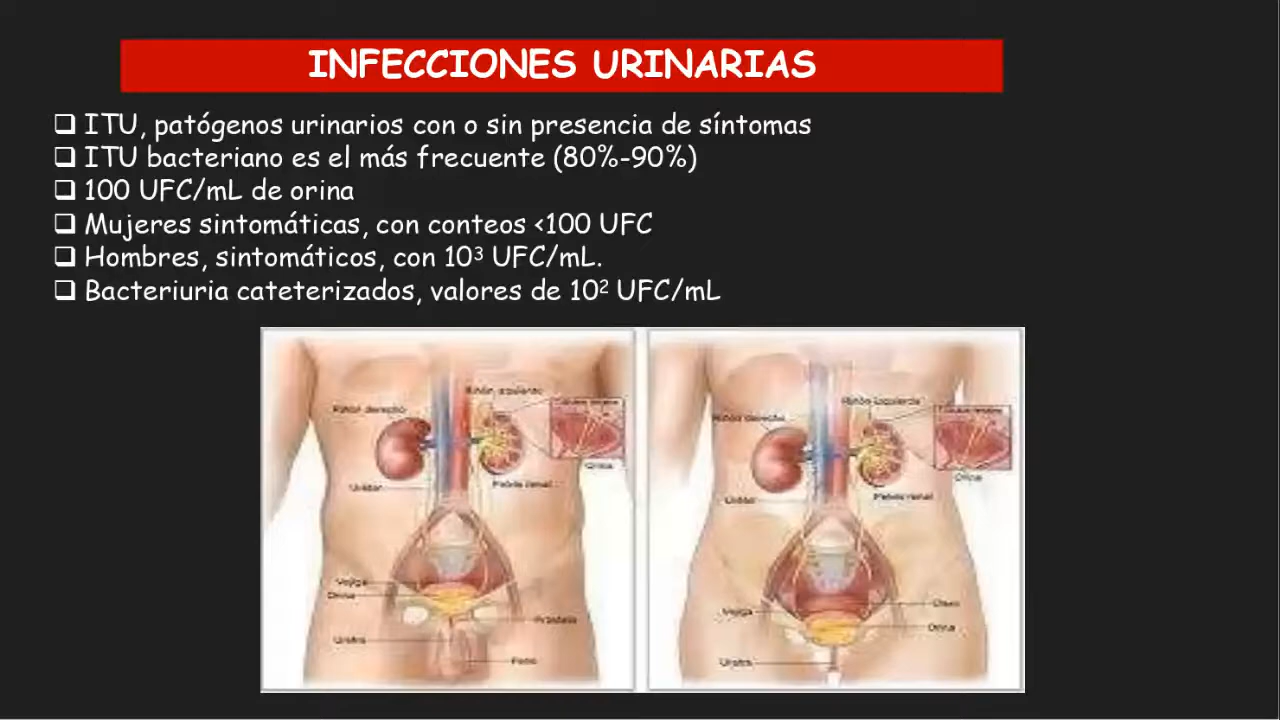 INFECCIONES URINARIAS
❑ ITU, patógenos urinarios con o sin presencia de síntomas
❑ ITU bacteriano es el más frecuente (80%-90%)
❑ 100 UFC/mL de orina
❑ Mujeres sintomáticas, con conteos <100 UFC
❑ Hombres, sintomáticos, con 10³ UFC/mL.
❑ Bacteriuria cateterizados, valores de 10² UFC/mL
Riñón izquierdo
Riñón derecho
Orina
Uréter
Pelvis renal
Vejiga
Orina
Próstata
Uretra
Pene
Riñón izquierdo
Riñón derecho
Orina
Pelvis renal
Uréter
Útero
Vejiga
Orina
Uretra